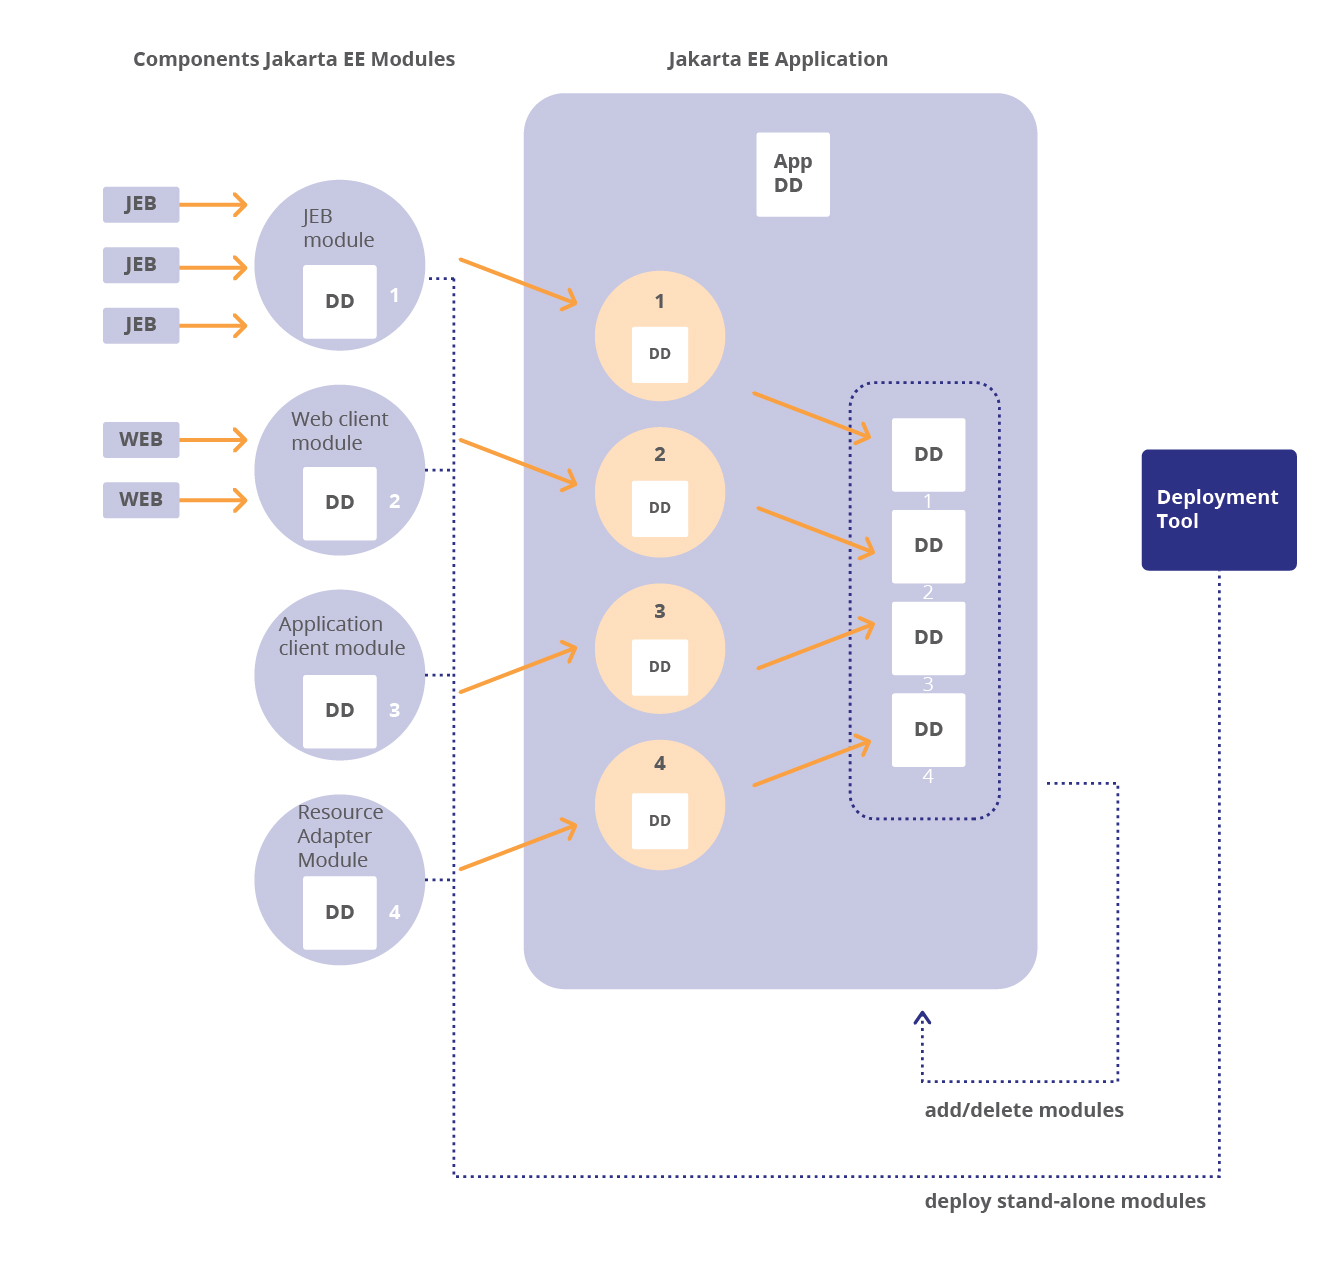 Components Jakarta EE Modules
Jakarta EE Application
App
DD
JEB
JEB
JEB
JEB
module
DD
1
WEB
WEB
Web client
module
DD
2
Application
client module
DD
3
Resource
Adapter
Module
DD
4
1
DD
2
DD
3
DD
4
DD
DD
1
DD
2
DD
3
DD
4
Deployment
Tool
add/delete modules
deploy stand-alone modules